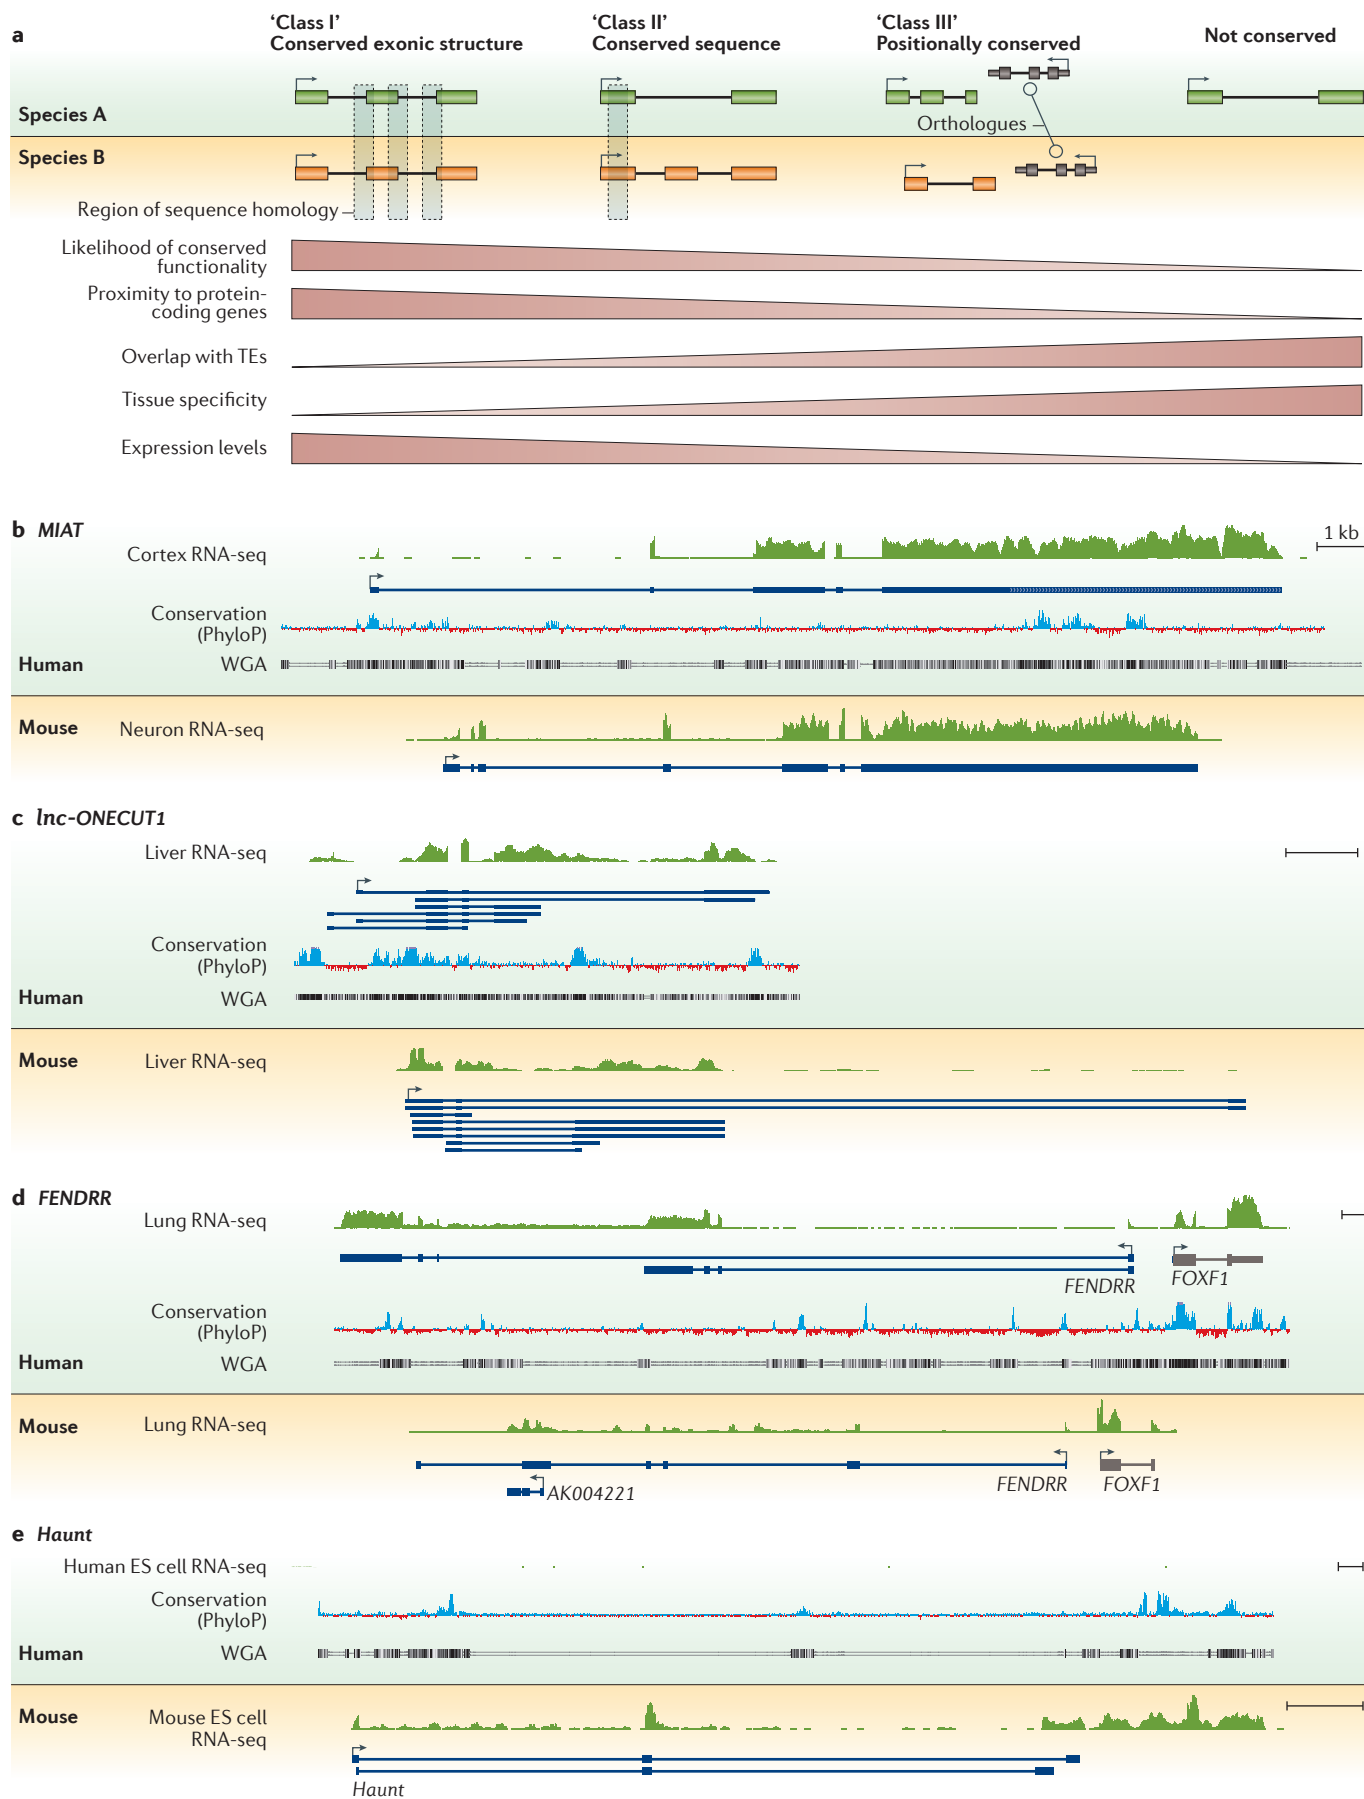 a
‘Class I’
Conserved exonic structure
‘Class II’
Conserved sequence
‘Class III’
Positionally conserved
Not conserved
Species A
Orthologues
Species B
Region of sequence homology
Likelihood of conserved
functionality
Proximity to protein-
coding genes
Overlap with TEs
Tissue specificity
Expression levels
b MIAT
1 kb
Cortex RNA-seq
Conservation
(PhyloP)
Human WGA
Mouse Neuron RNA-seq
c lnc-ONECUT1
Liver RNA-seq
Conservation
(PhyloP)
Human WGA
Mouse Liver RNA-seq
d FENDRR
Lung RNA-seq
FENDRR FOXF1
Conservation
(PhyloP)
Human WGA
Mouse Lung RNA-seq
FENDRR FOXF1
AK004221
e Haunt
Human ES cell RNA-seq
Conservation
(PhyloP)
Human WGA
Mouse Mouse ES cell
RNA-seq
Haunt